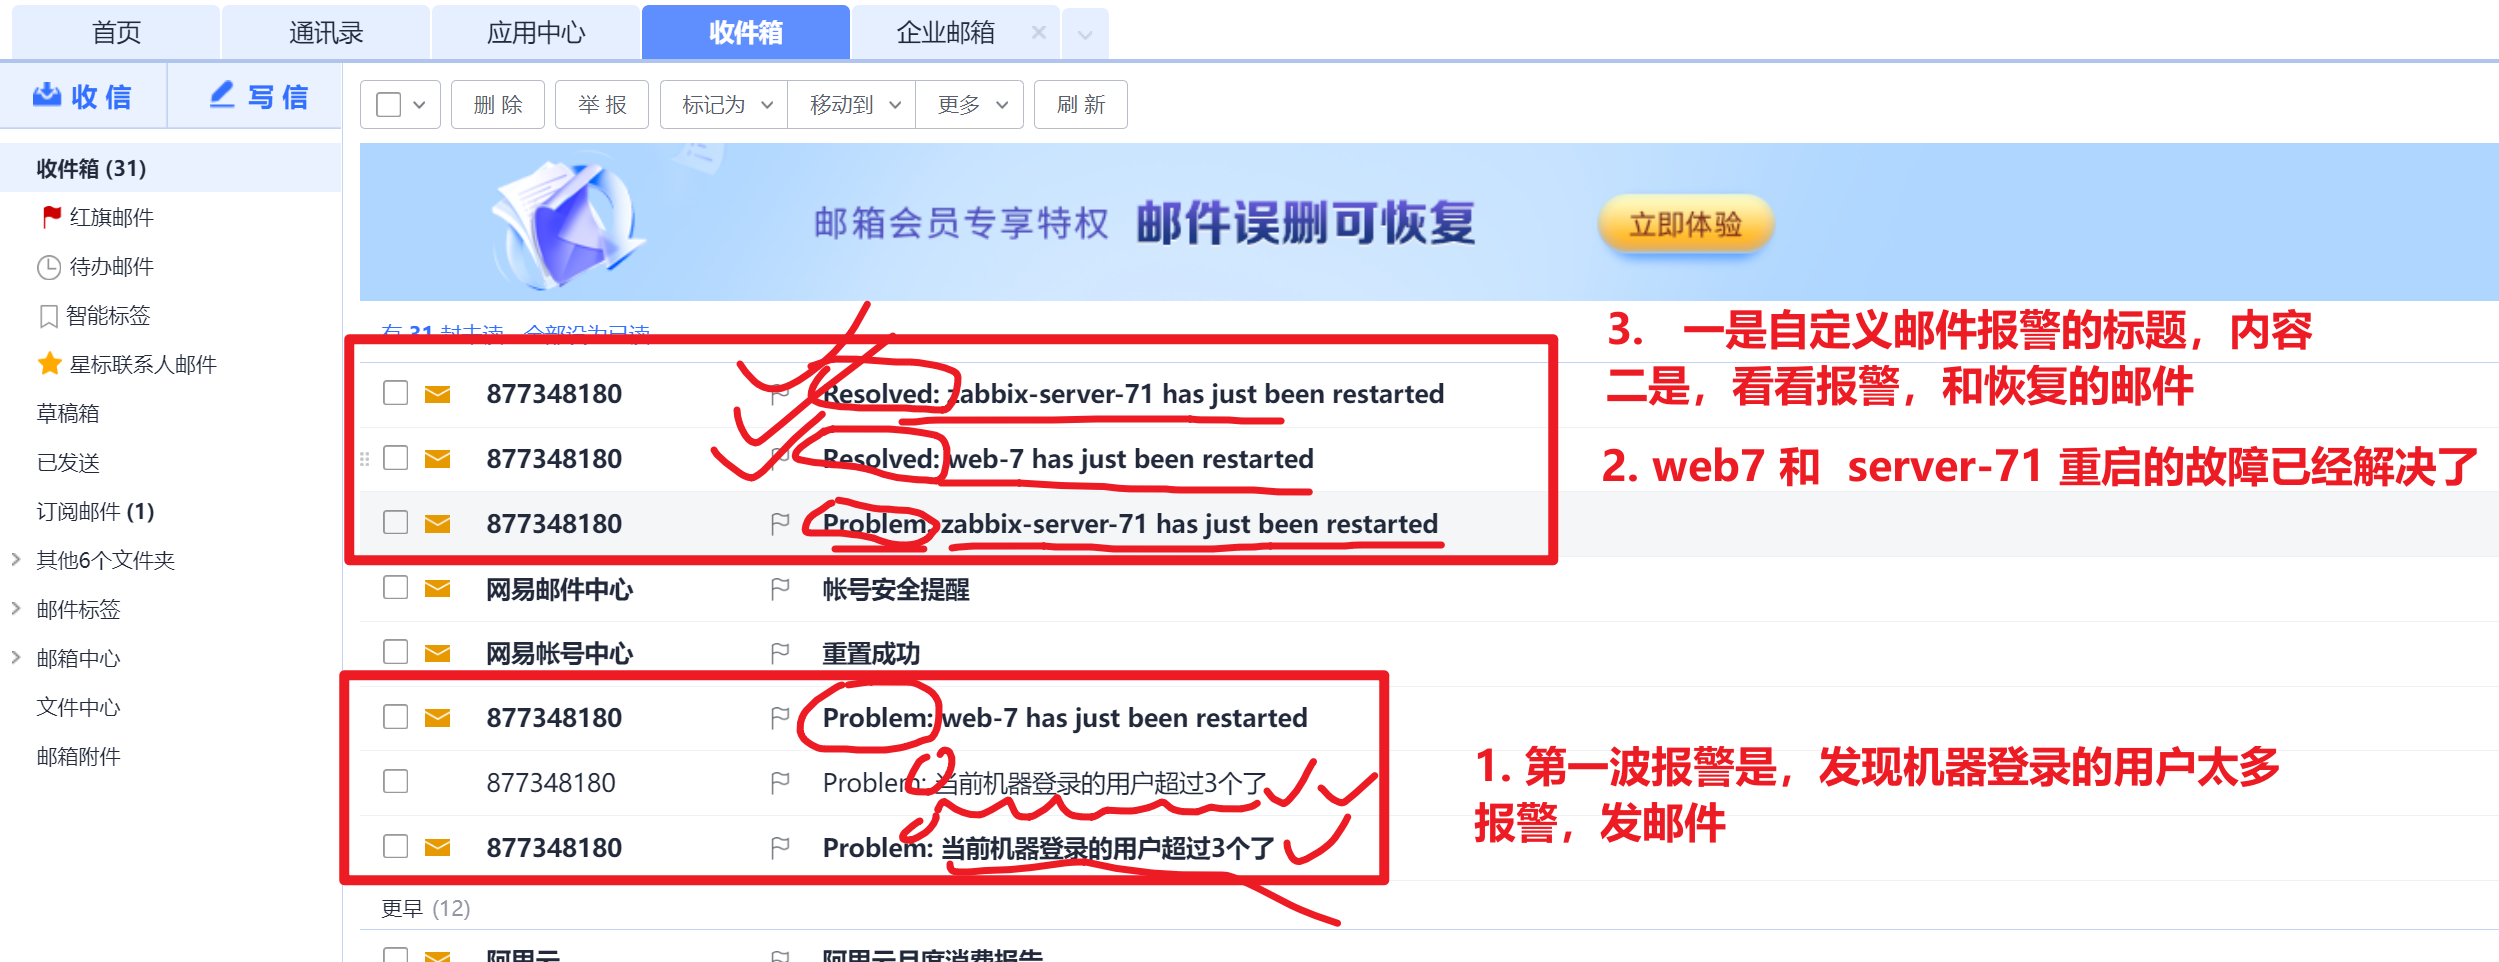 首页
通讯录
应用中心
收件箱
企业邮箱
收 信
写 信
删 除
举 报
标记为
移动到
更多
刷 新
收件箱 (31)
红旗邮件
待办邮件
智能标签
星标联系人邮件
草稿箱
已发送
订阅邮件 (1)
其他6个文件夹
邮件标签
邮箱中心
文件中心
邮箱附件
邮箱会员专享特权 邮件误删可恢复
立即体验
有 31 封未读 全部设为已读
3. 一是自定义邮件报警的标题，内容
二是，看看报警，和恢复的邮件
877348180 Resolved: zabbix-server-71 has just been restarted
877348180 Resolved: web-7 has just been restarted
2. web7 和 server-71 重启的故障已经解决了
877348180 Problem: zabbix-server-71 has just been restarted
网易邮件中心 帐号安全提醒
网易帐号中心 重置成功
877348180 Problem: web-7 has just been restarted
877348180 Problem: 当前机器登录的用户超过3个了
1. 第一波报警是，发现机器登录的用户太多
报警，发邮件
877348180 Problem: 当前机器登录的用户超过3个了
更早 (12)
阿里云 阿里云月度消费报告